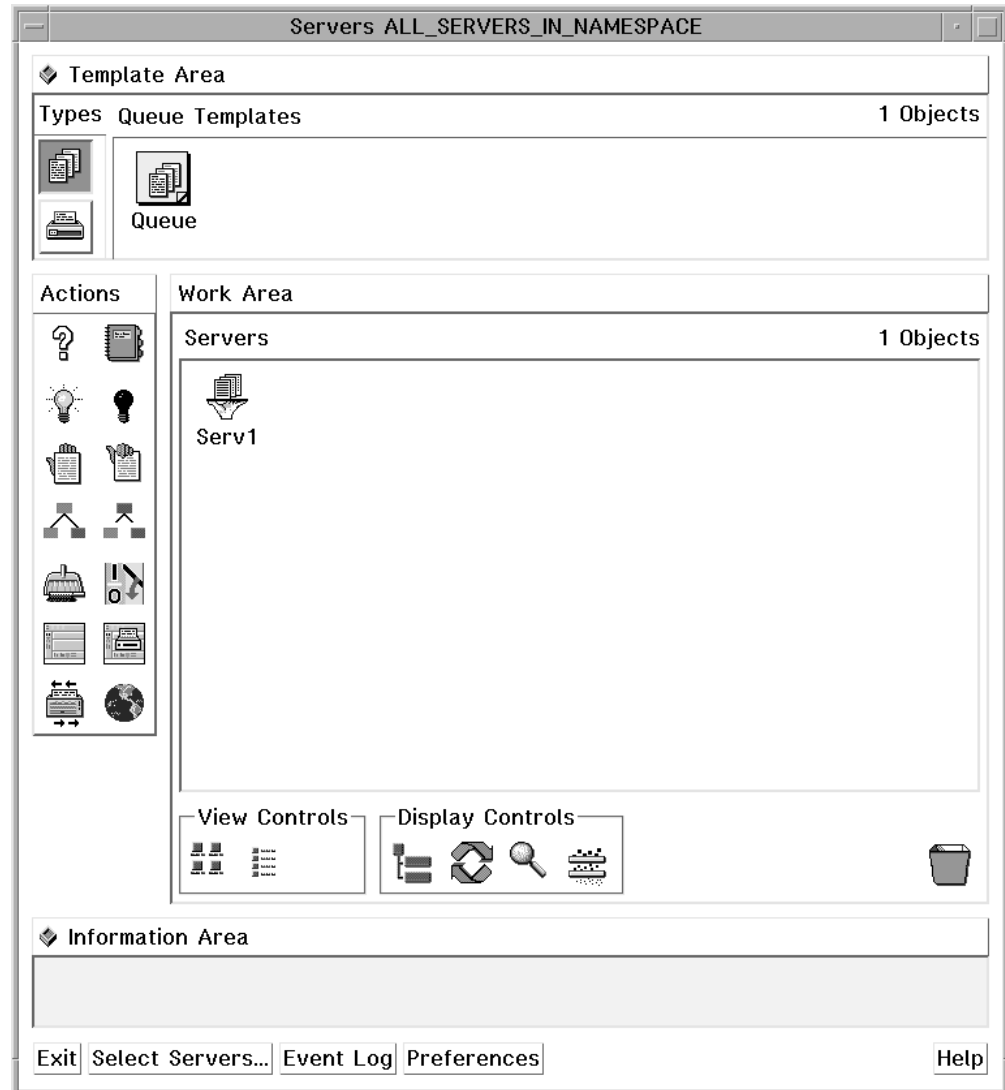 Servers ALL_SERVERS_IN_NAMESPACE
Template Area
Types Queue Templates 1 Objects
Queue
Actions
Work Area
Servers 1 Objects
Serv1
View Controls
Display Controls
Information Area
Exit Select Servers... Event Log Preferences Help